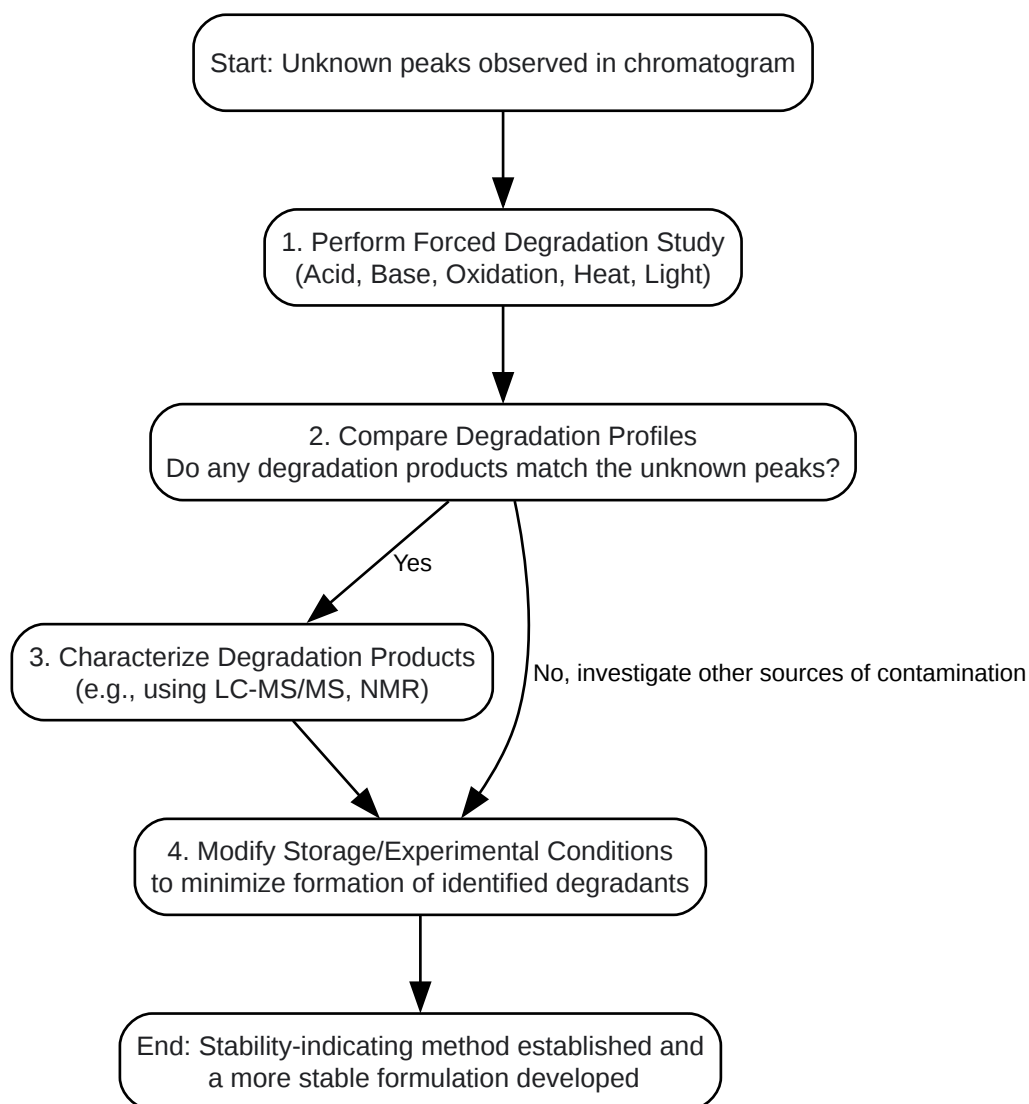 Start: Unknown peaks observed in chromatogram
1. Perform Forced Degradation Study
(Acid, Base, Oxidation, Heat, Light)
2. Compare Degradation Profiles
Do any degradation products match the unknown peaks?
Yes
3. Characterize Degradation Products
(e.g., using LC-MS/MS, NMR)
No, investigate other sources of contamination
4. Modify Storage/Experimental Conditions
to minimize formation of identified degradants
End: Stability-indicating method established and
a more stable formulation developed